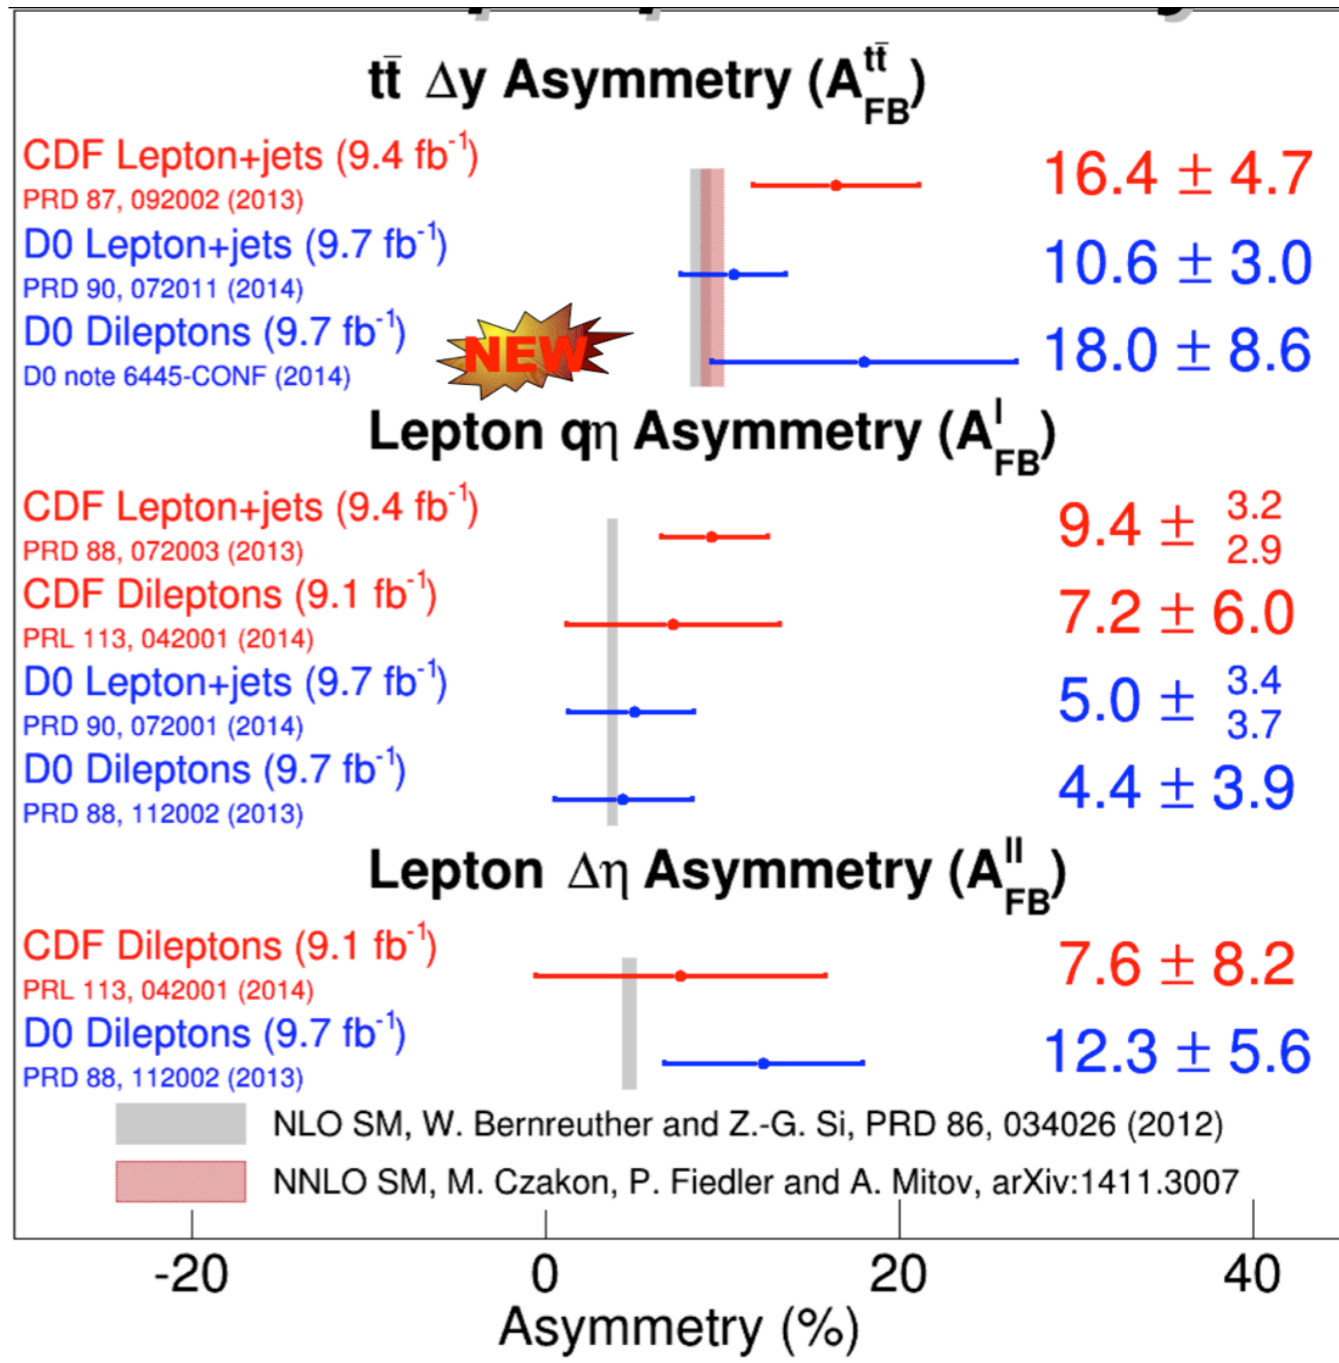 tt̄ Δy Asymmetry (A^tt̄_FB)
CDF Lepton+jets (9.4 fb⁻¹)
PRD 87, 092002 (2013)
16.4 ± 4.7
D0 Lepton+jets (9.7 fb⁻¹)
PRD 90, 072011 (2014)
10.6 ± 3.0
D0 Dileptons (9.7 fb⁻¹)
D0 note 6445-CONF (2014)
NEW
18.0 ± 8.6
Lepton qη Asymmetry (A^l_FB)
CDF Lepton+jets (9.4 fb⁻¹)
PRD 88, 072003 (2013)
9.4 ± 3.2 2.9
CDF Dileptons (9.1 fb⁻¹)
PRL 113, 042001 (2014)
7.2 ± 6.0
D0 Lepton+jets (9.7 fb⁻¹)
PRD 90, 072001 (2014)
5.0 ± 3.4 3.7
D0 Dileptons (9.7 fb⁻¹)
PRD 88, 112002 (2013)
4.4 ± 3.9
Lepton Δη Asymmetry (A^ll_FB)
CDF Dileptons (9.1 fb⁻¹)
PRL 113, 042001 (2014)
7.6 ± 8.2
D0 Dileptons (9.7 fb⁻¹)
PRD 88, 112002 (2013)
12.3 ± 5.6
NLO SM, W. Bernreuther and Z.-G. Si, PRD 86, 034026 (2012)
NNLO SM, M. Czakon, P. Fiedler and A. Mitov, arXiv:1411.3007
-20 0 20 40
Asymmetry (%)